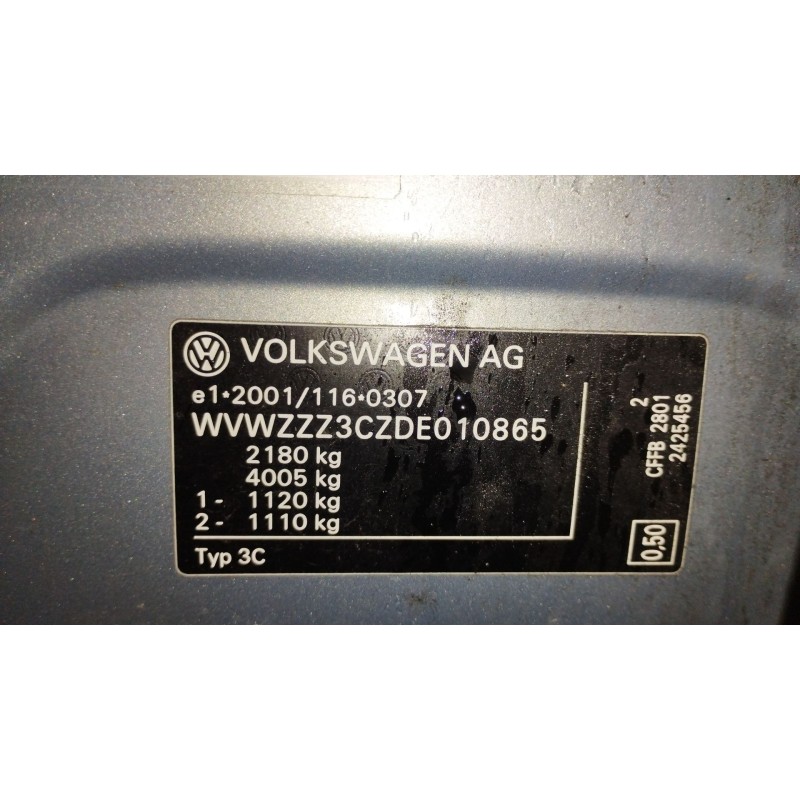 VOLKSWAGEN AG
e1*2001/116*0307
WVWZZZ3CZDE010865
2180 kg
4005 kg
1- 1120 kg
2- 1110 kg
Typ 3C
2
CFFB 2801
2425456
0,50